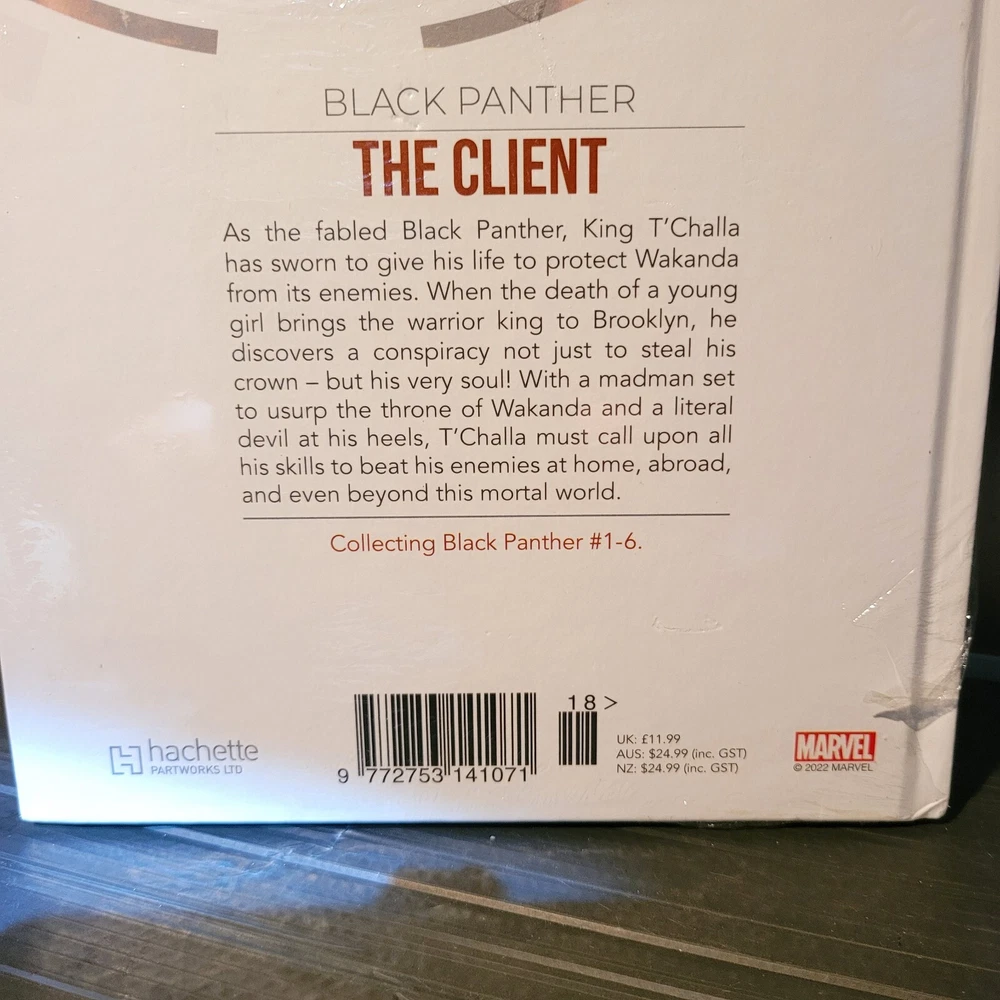 BLACK PANTHER
THE CLIENT
As the fabled Black Panther, King T'Challa
has sworn to give his life to protect Wakanda
from its enemies. When the death of a young
girl brings the warrior king to Brooklyn, he
discovers a conspiracy not just to steal his
crown – but his very soul! With a madman set
to usurp the throne of Wakanda and a literal
devil at his heels, T'Challa must call upon all
his skills to beat his enemies at home, abroad,
and even beyond this mortal world.
Collecting Black Panther #1-6.
hachette
PARTWORKS LTD
9 772753 141071
18>
UK: £11.99
AUS: $24.99 (inc. GST)
NZ: $24.99 (inc. GST)
MARVEL
© 2022 MARVEL